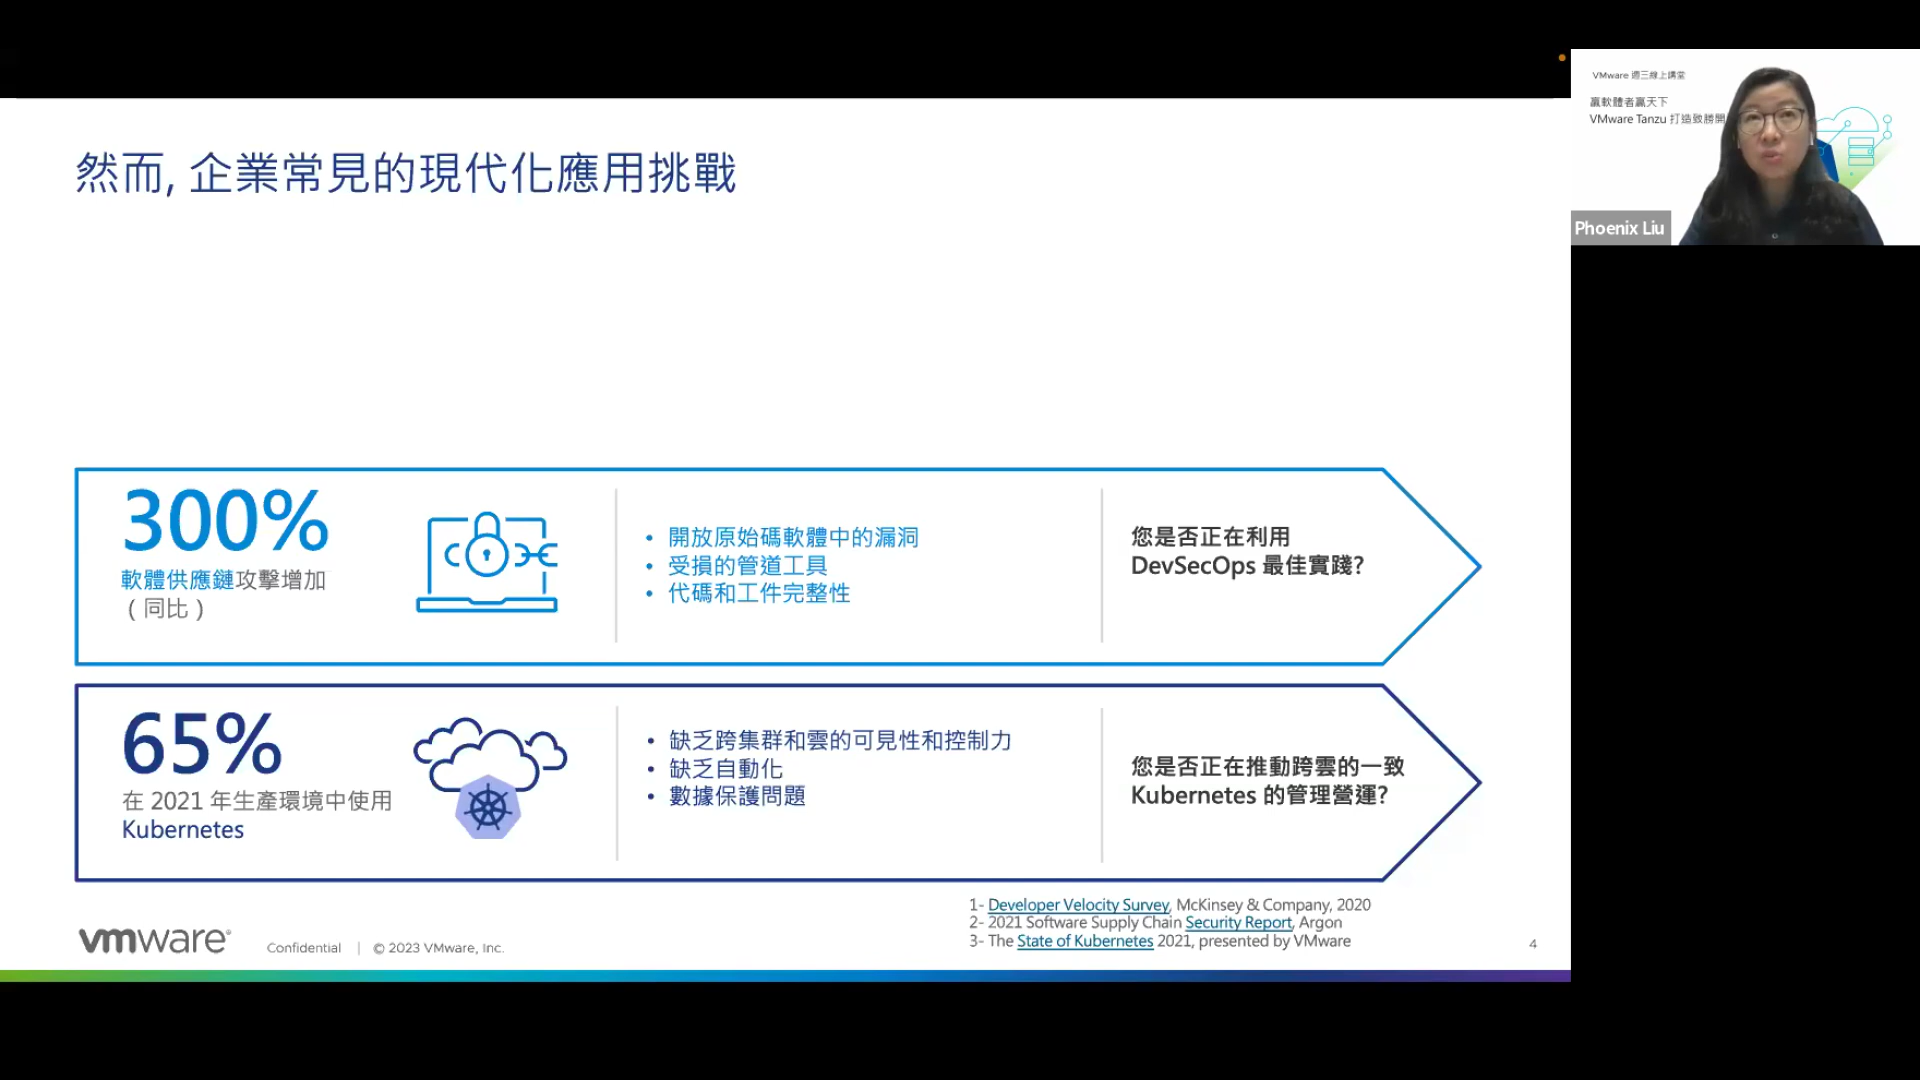 VMware 週三線上講堂
贏軟體者贏天下
VMware Tanzu 打造致勝開
Phoenix Liu
然而, 企業常見的現代化應用挑戰
300%
軟體供應鏈攻擊增加
(同比)
• 開放原始碼軟體中的漏洞
• 受損的管道工具
• 代碼和工件完整性
您是否正在利用
DevSecOps 最佳實踐?
65%
在 2021 年生產環境中使用
Kubernetes
• 缺乏跨集群和雲的可見性和控制力
• 缺乏自動化
• 數據保護問題
您是否正在推動跨雲的一致
Kubernetes 的管理營運?
1- Developer Velocity Survey, McKinsey & Company, 2020
2- 2021 Software Supply Chain Security Report, Argon
3- The State of Kubernetes 2021, presented by VMware
vmware®
Confidential | © 2023 VMware, Inc.
4